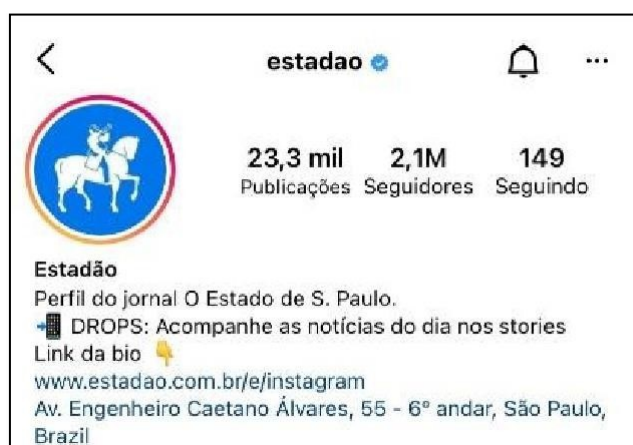 estadao
23,3 mil 2,1M 149
Publicações Seguidores Seguindo
Estadão
Perfil do jornal O Estado de S. Paulo.
📲 DROPS: Acompanhe as notícias do dia nos stories
Link da bio 👇
www.estadao.com.br/e/instagram
Av. Engenheiro Caetano Álvares, 55 - 6º andar, São Paulo,
Brazil